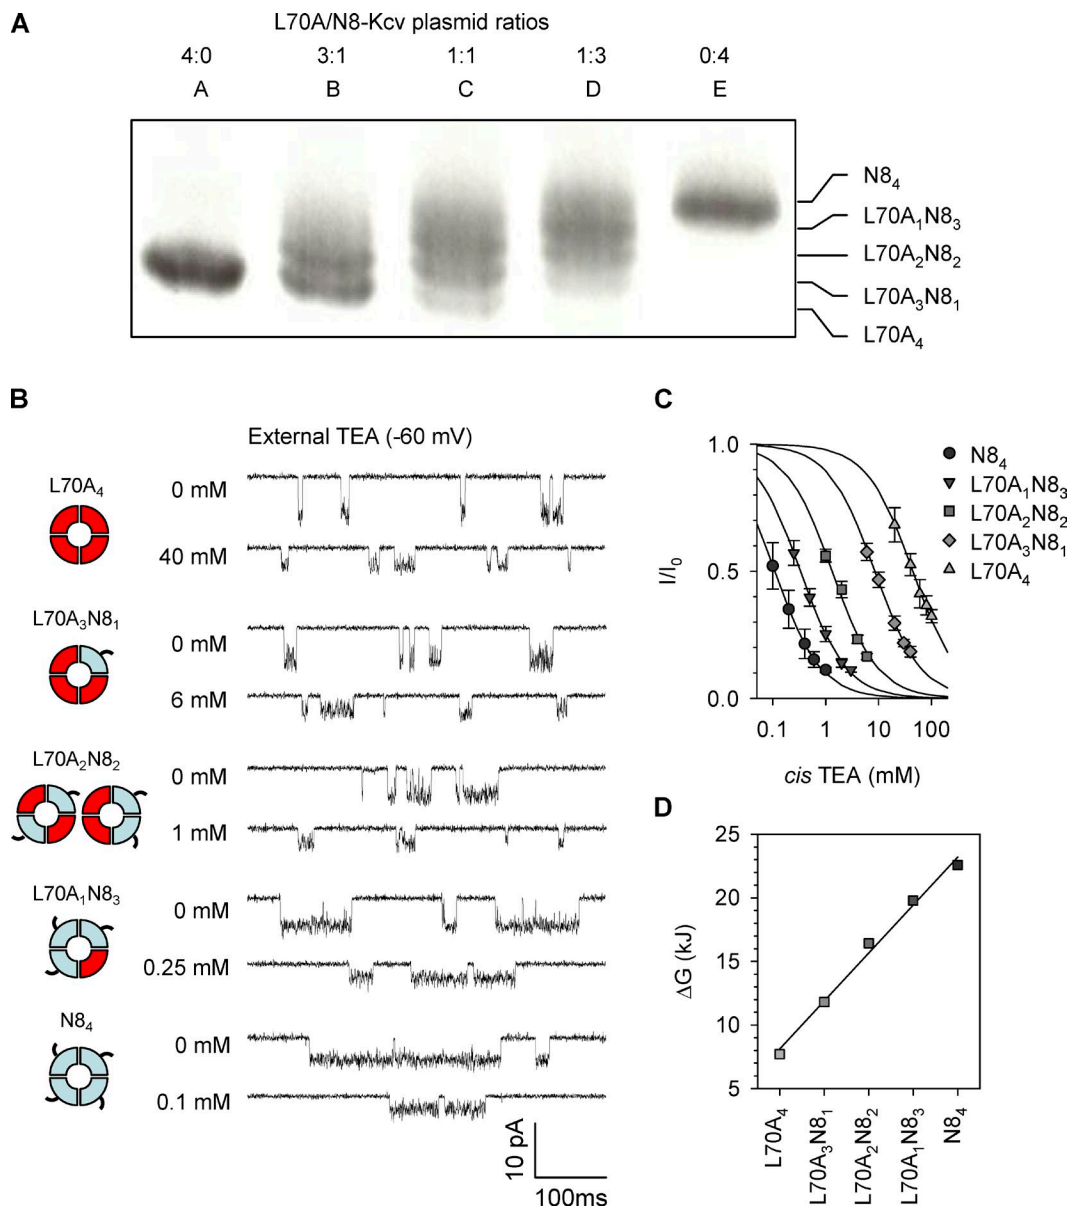 A
L70A/N8-Kcv plasmid ratios
4:0 3:1 1:1 1:3 0:4
A B C D E
N8₄
L70A₁N8₃
L70A₂N8₂
L70A₃N8₁
L70A₄
B
External TEA (-60 mV)
L70A₄
0 mM
40 mM
L70A₃N8₁
0 mM
6 mM
L70A₂N8₂
0 mM
1 mM
L70A₁N8₃
0 mM
0.25 mM
N8₄
0 mM
0.1 mM
10 pA
100ms
C
I/I₀
1.0
0.5
0.0
0.1 1 10 100
cis TEA (mM)
N8₄
L70A₁N8₃
L70A₂N8₂
L70A₃N8₁
L70A₄
D
ΔG (kJ)
25
20
15
10
5
L70A₄
L70A₃N8₁
L70A₂N8₂
L70A₁N8₃
N8₄